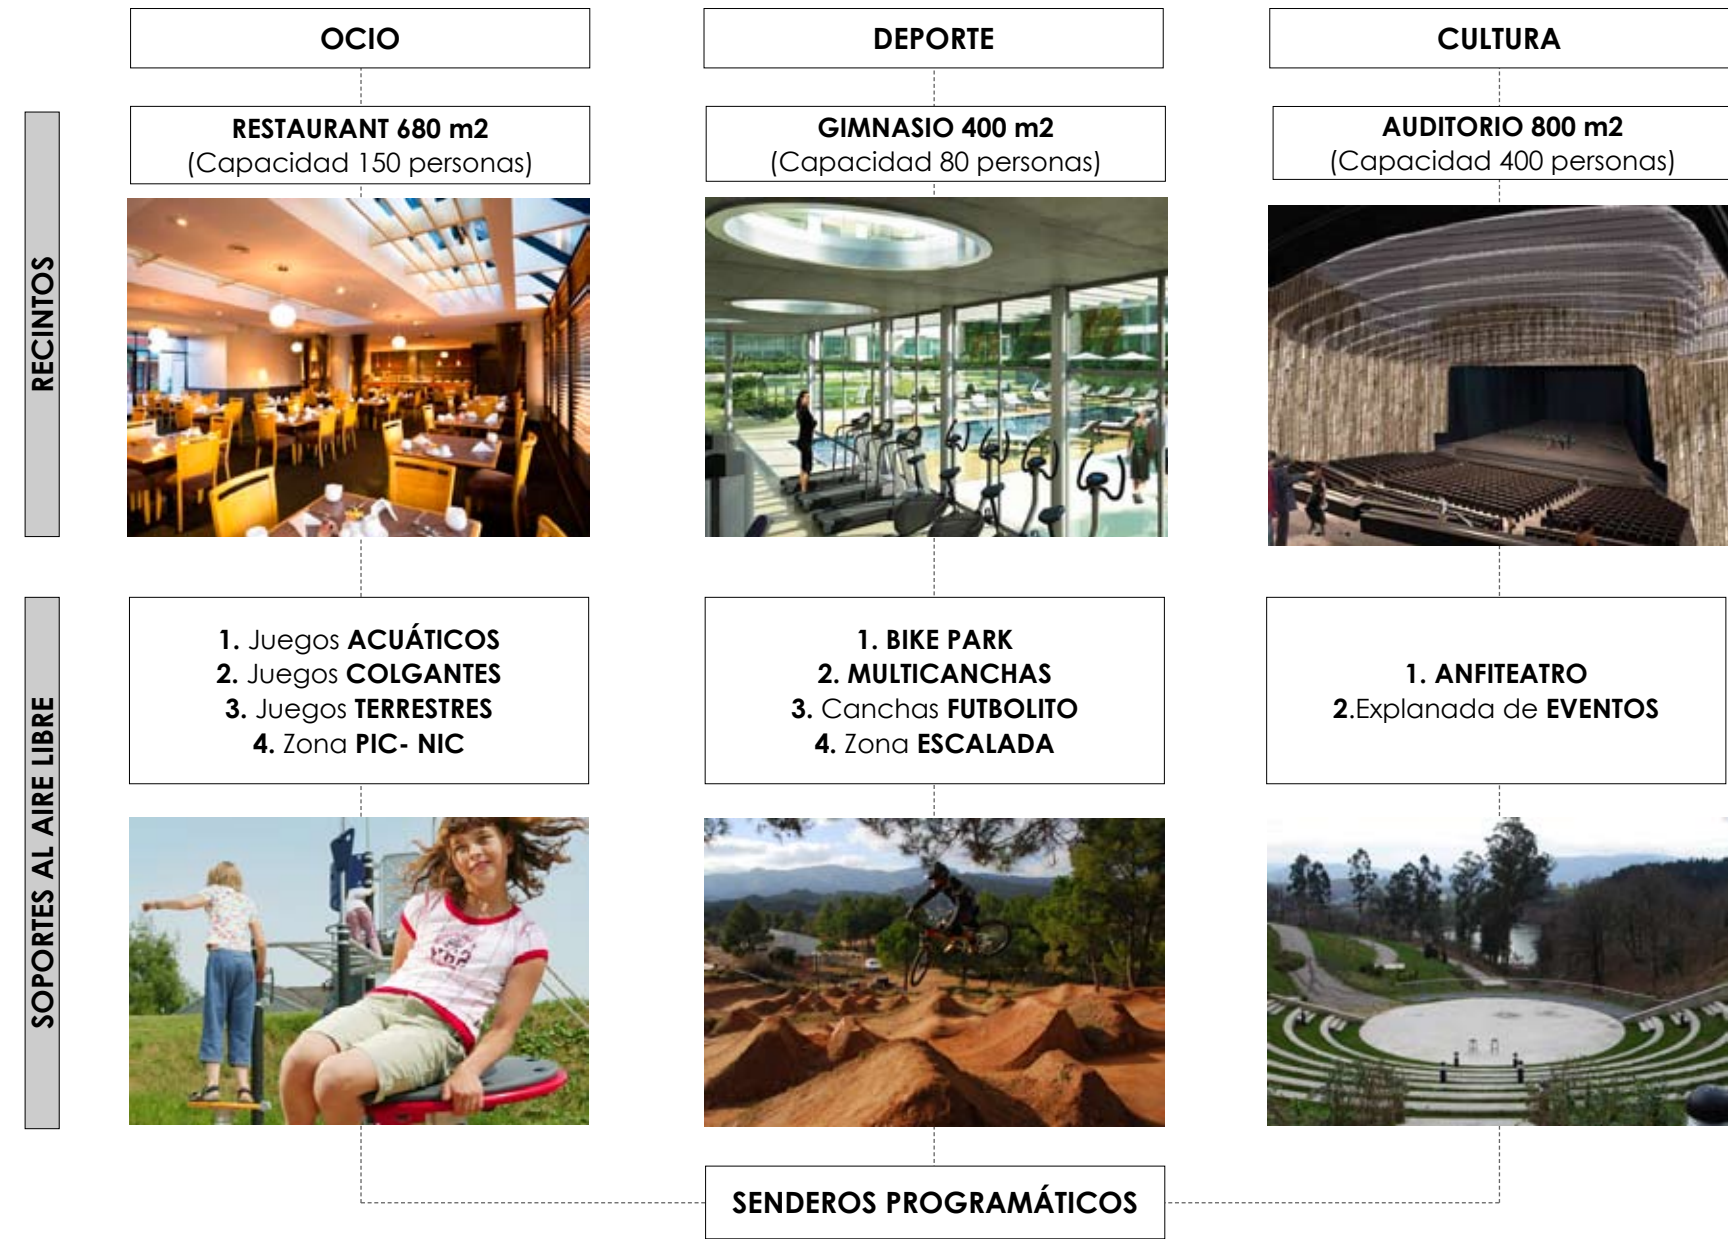 OCIO
DEPORTE
CULTURA
RECINTOS
RESTAURANT 680 m2
(Capacidad 150 personas)
GIMNASIO 400 m2
(Capacidad 80 personas)
AUDITORIO 800 m2
(Capacidad 400 personas)
SOPORTES AL AIRE LIBRE
1. Juegos ACUÁTICOS
2. Juegos COLGANTES
3. Juegos TERRESTRES
4. Zona PIC- NIC
1. BIKE PARK
2. MULTICANCHAS
3. Canchas FUTBOLITO
4. Zona ESCALADA
1. ANFITEATRO
2.Explanada de EVENTOS
SENDEROS PROGRAMÁTICOS